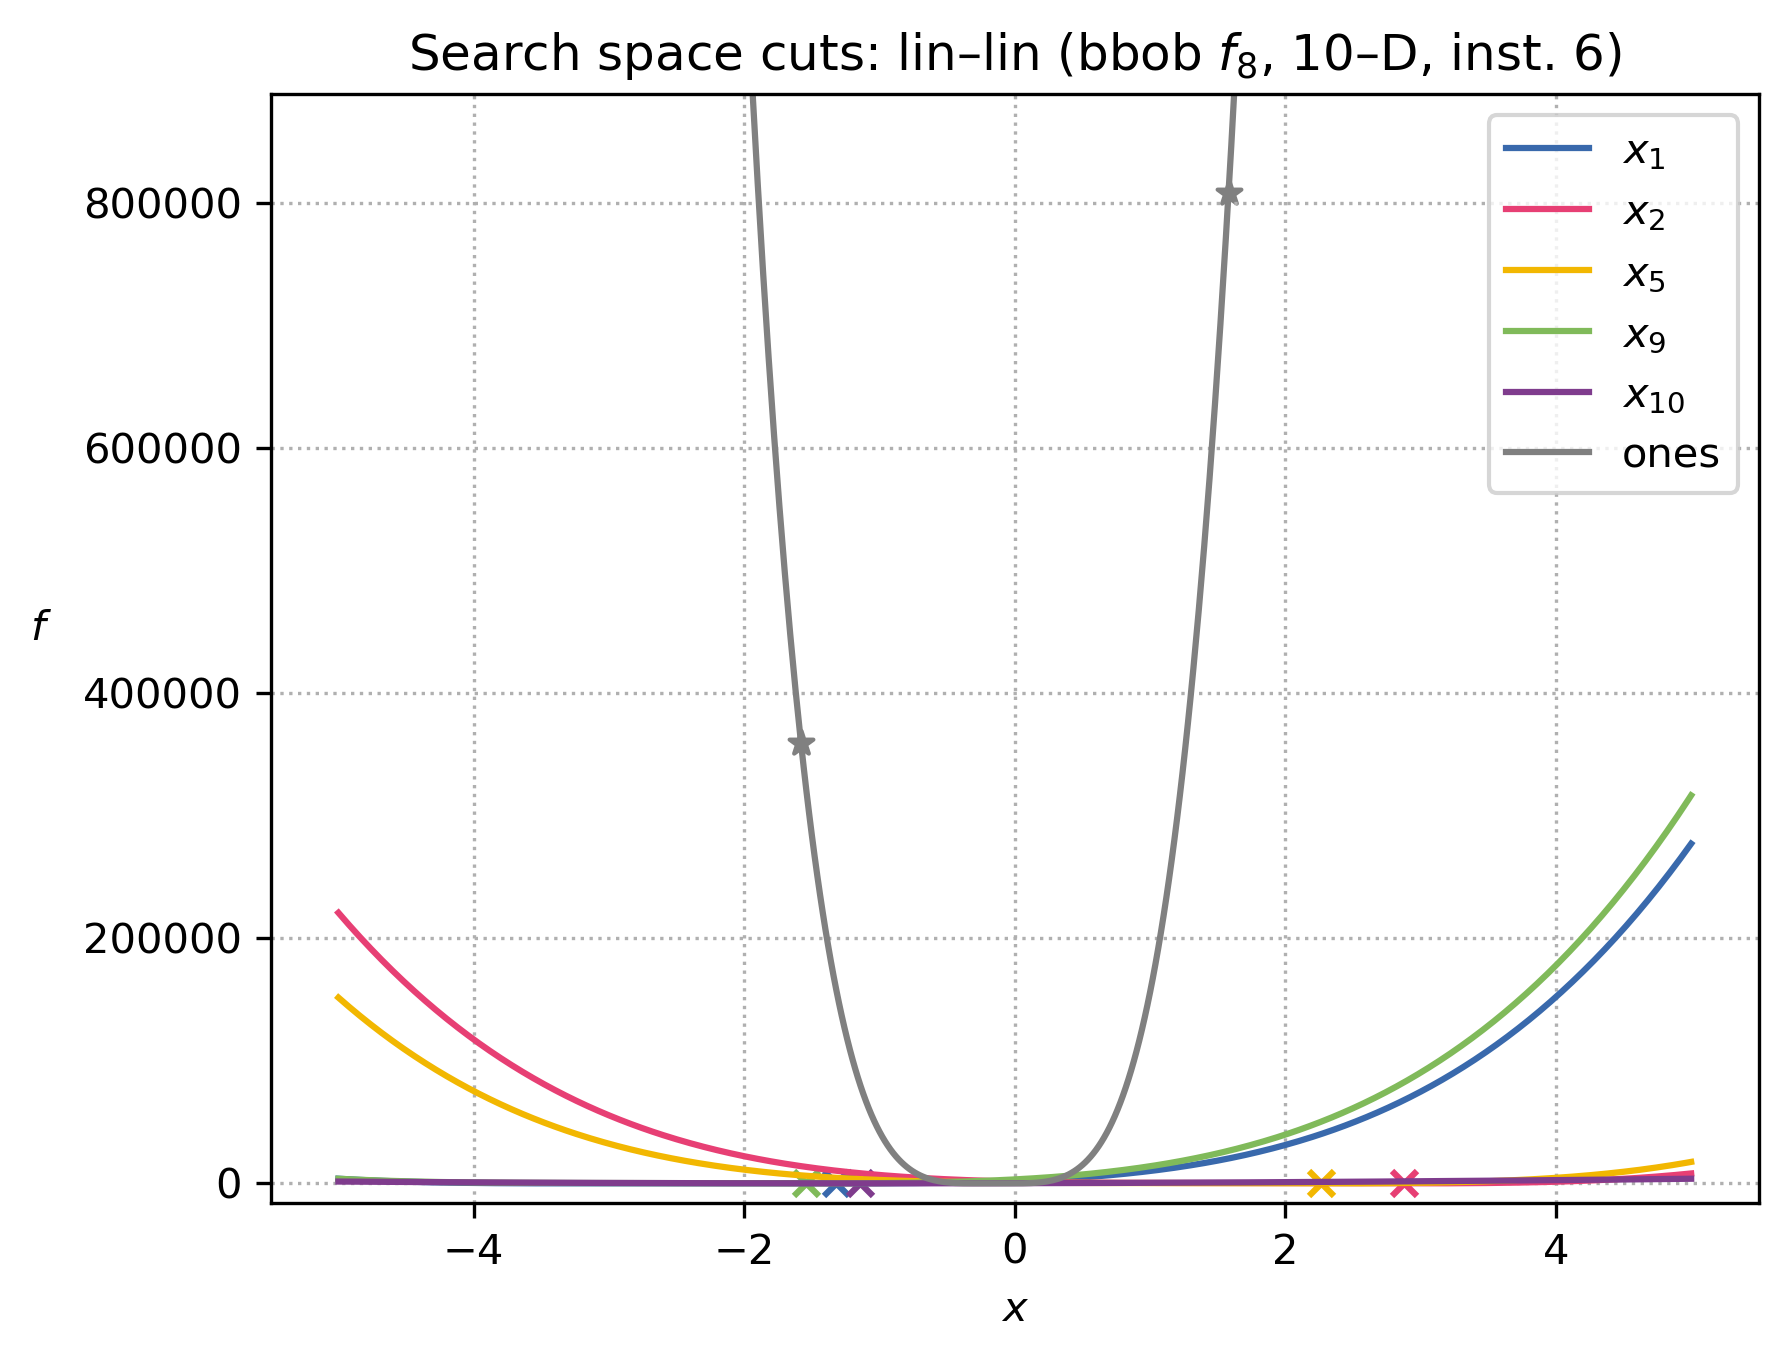 Search space cuts: lin–lin (bbob f₈, 10–D, inst. 6)
x₁
x₂
x₅
x₉
x₁₀
ones
800000
600000
400000
200000
0
f
−4
−2
0
2
4
x